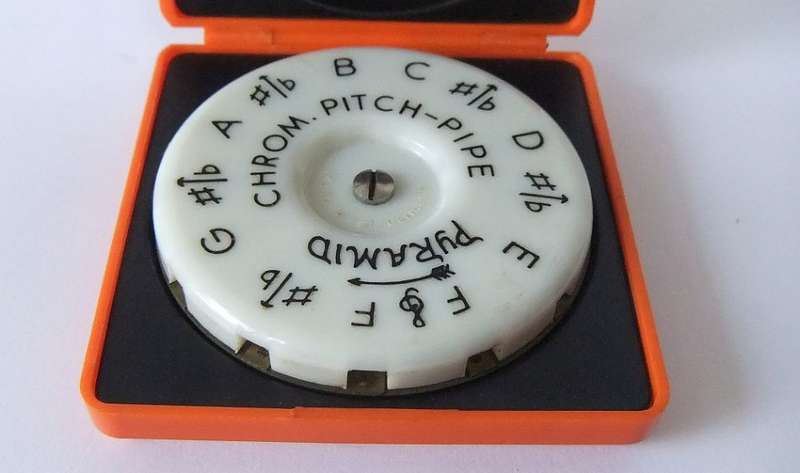 CHROM. PITCH-PIPE
PYRAMID
F
♯/♭
G
♯/♭
A
♯/♭
B
C
♯/♭
D
♯/♭
E
F